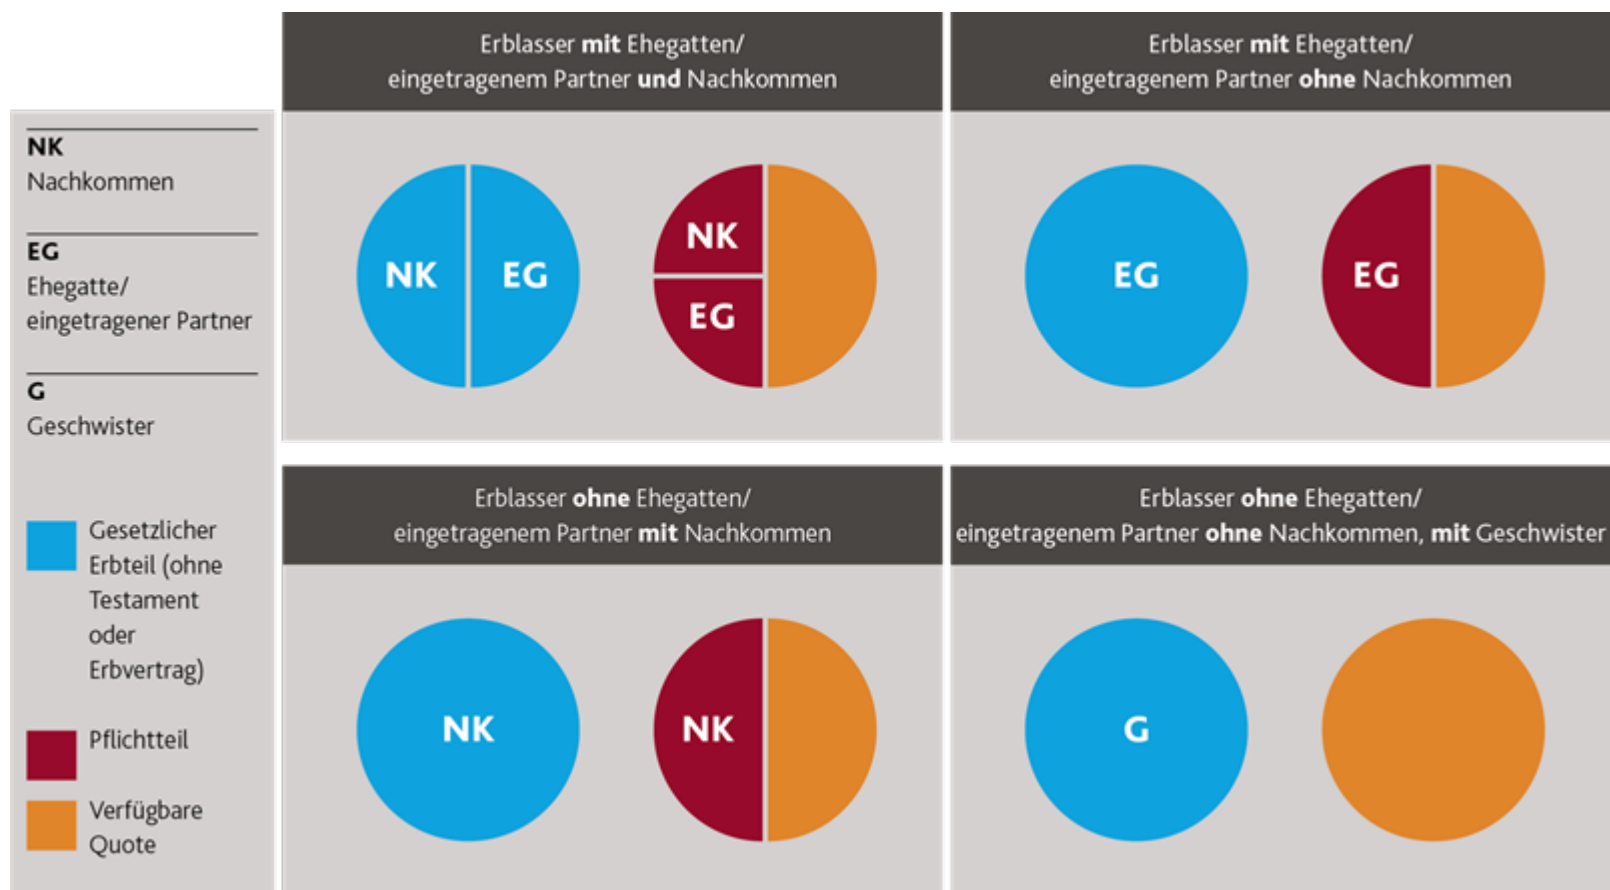 Erblasser mit Ehegatten/
eingetragenem Partner und Nachkommen
Erblasser mit Ehegatten/
eingetragenem Partner ohne Nachkommen
NK
Nachkommen
EG
Ehegatte/
eingetragener Partner
G
Geschwister
Gesetzlicher
Erbteil (ohne
Testament
oder
Erbvertrag)
Pflichtteil
Verfügbare
Quote
NK
EG
NK
EG
EG
EG
Erblasser ohne Ehegatten/
eingetragenem Partner mit Nachkommen
Erblasser ohne Ehegatten/
eingetragenem Partner ohne Nachkommen, mit Geschwister
NK
NK
G